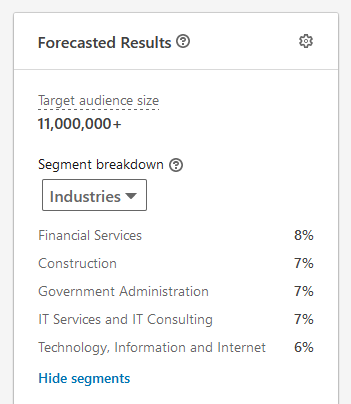 Forecasted Results
Target audience size
11,000,000+
Segment breakdown
Industries
Financial Services 8%
Construction 7%
Government Administration 7%
IT Services and IT Consulting 7%
Technology, Information and Internet 6%
Hide segments